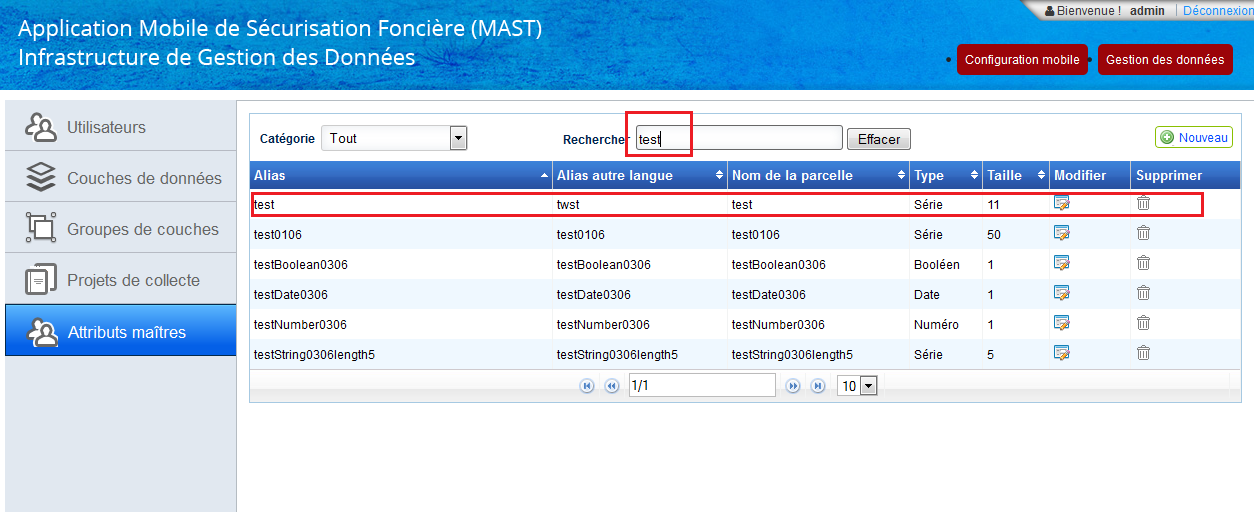 Bienvenue ! admin | Déconnexion
Application Mobile de Sécurisation Foncière (MAST)
Infrastructure de Gestion des Données
Configuration mobile
Gestion des données
Utilisateurs
Couches de données
Groupes de couches
Projets de collecte
Attributs maîtres
Catégorie Tout Rechercher test Effacer Nouveau
Alias Alias autre langue Nom de la parcelle Type Taille Modifier Supprimer
test twst test Série 11
test0106 test0106 test0106 Série 50
testBoolean0306 testBoolean0306 testBoolean0306 Booléen 1
testDate0306 testDate0306 testDate0306 Date 1
testNumber0306 testNumber0306 testNumber0306 Numéro 1
testString0306length5 testString0306length5 testString0306length5 Série 5
1/1 10